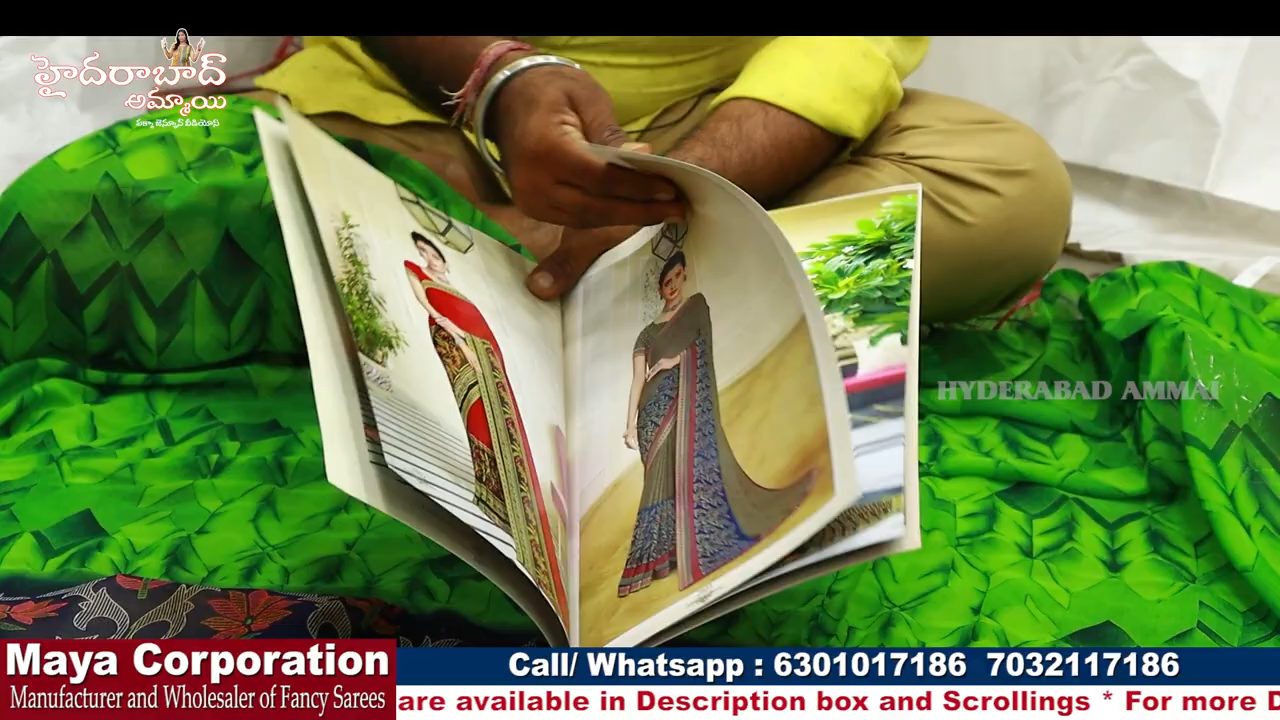 హైదరాబాద్
అమ్మాయి
పక్కా జెన్యూన్ వీడియోస్
HYDERABAD AMMAI
Maya Corporation
Manufacturer and Wholesaler of Fancy Sarees
Call/ Whatsapp : 6301017186 7032117186
are available in Description box and Scrollings * For more D